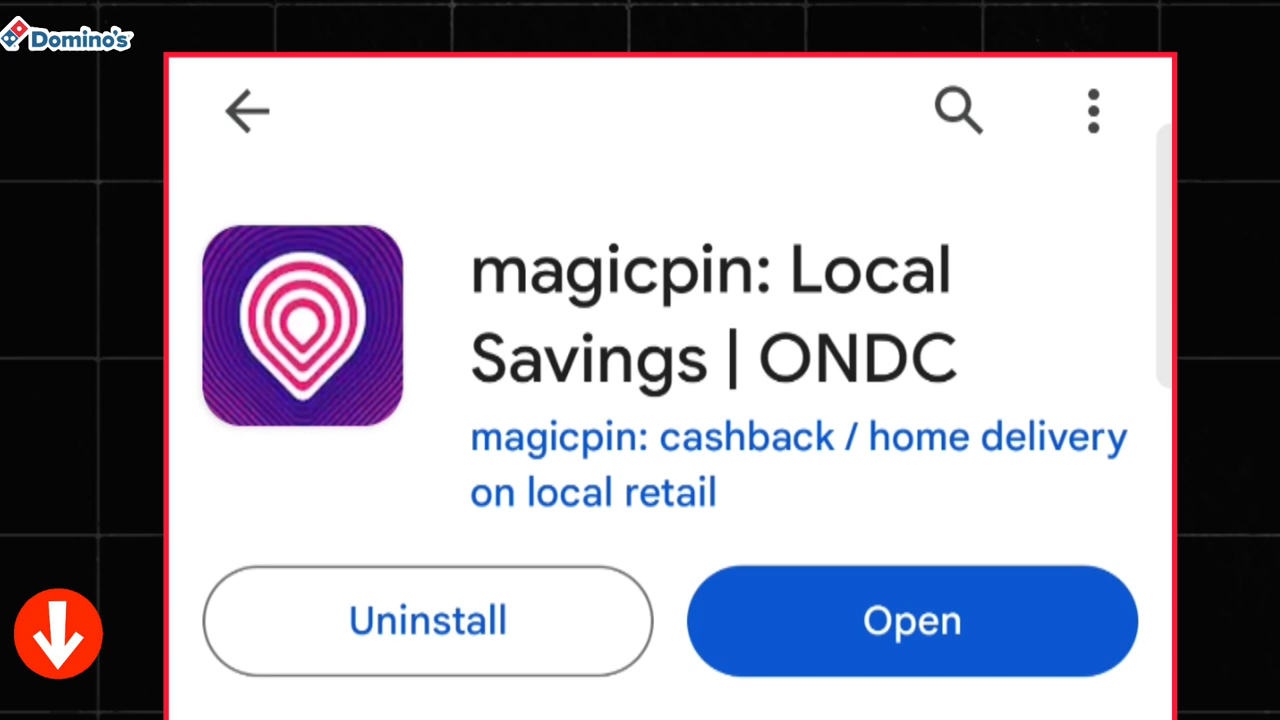 Domino's
magicpin: Local
Savings | ONDC
magicpin: cashback / home delivery
on local retail
Uninstall
Open